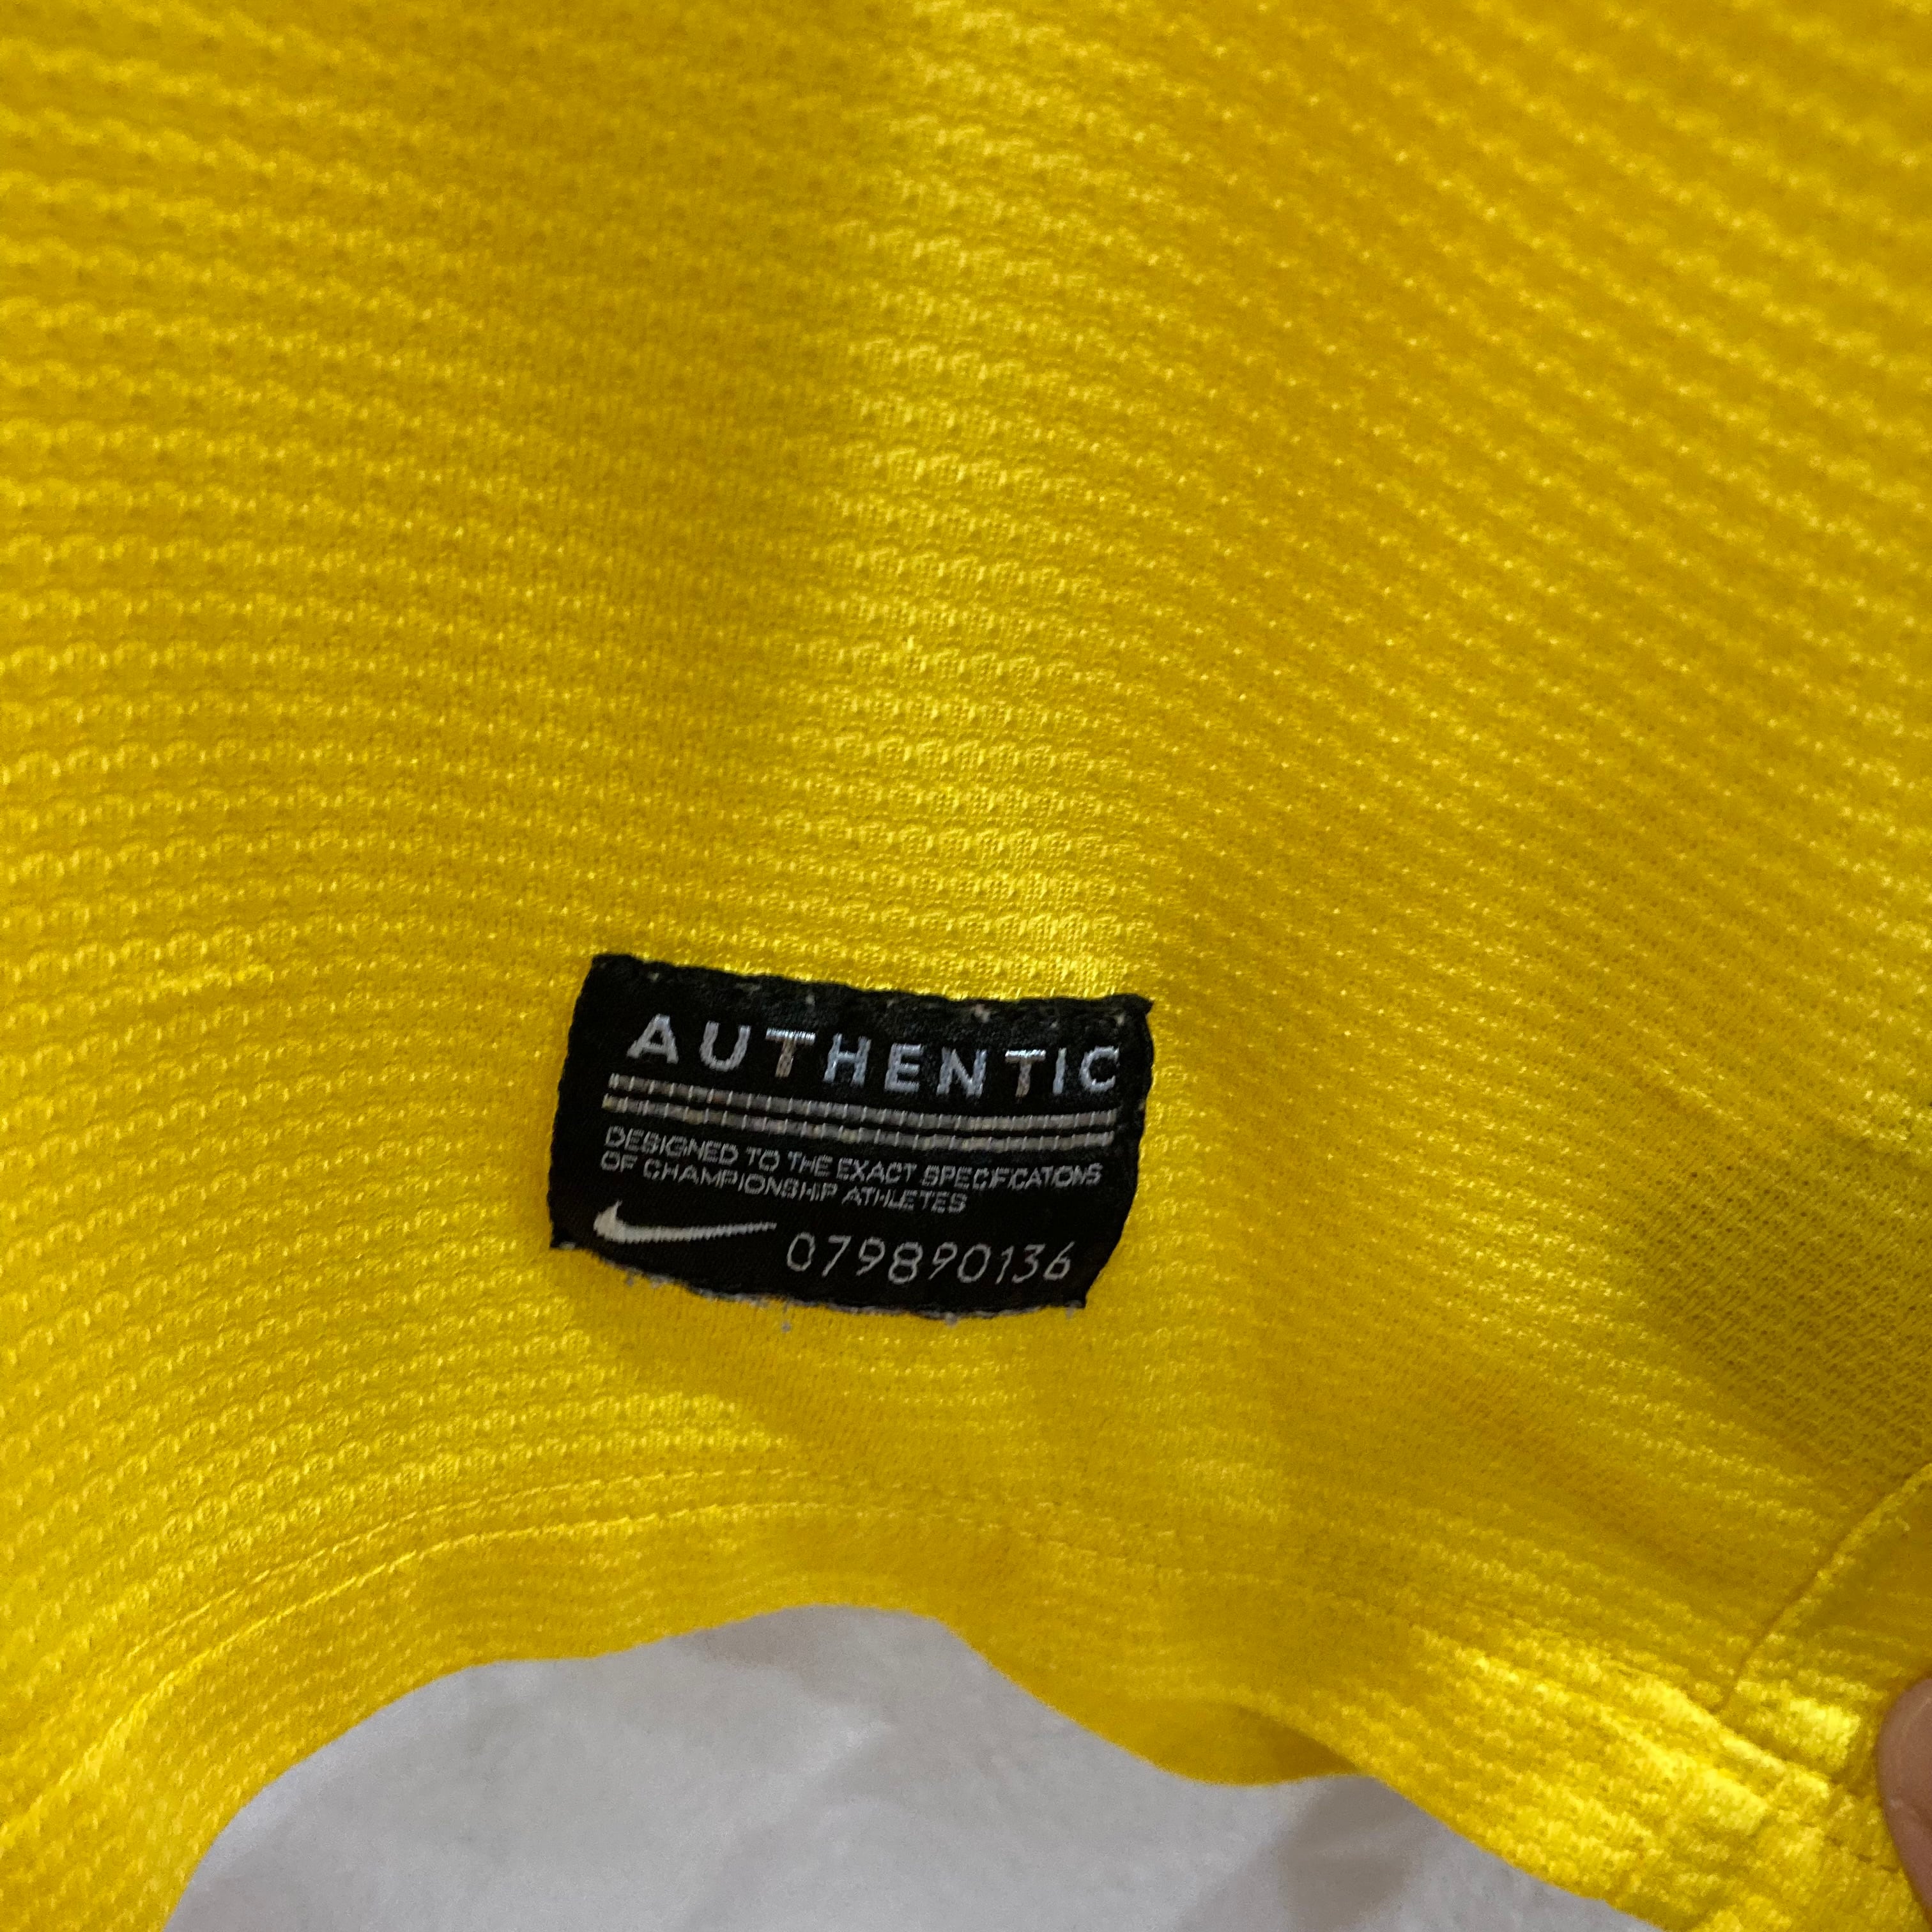 AUTHENTIC
DESIGNED TO THE EXACT SPECIFICATIONS
OF CHAMPIONSHIP ATHLETES
079890136